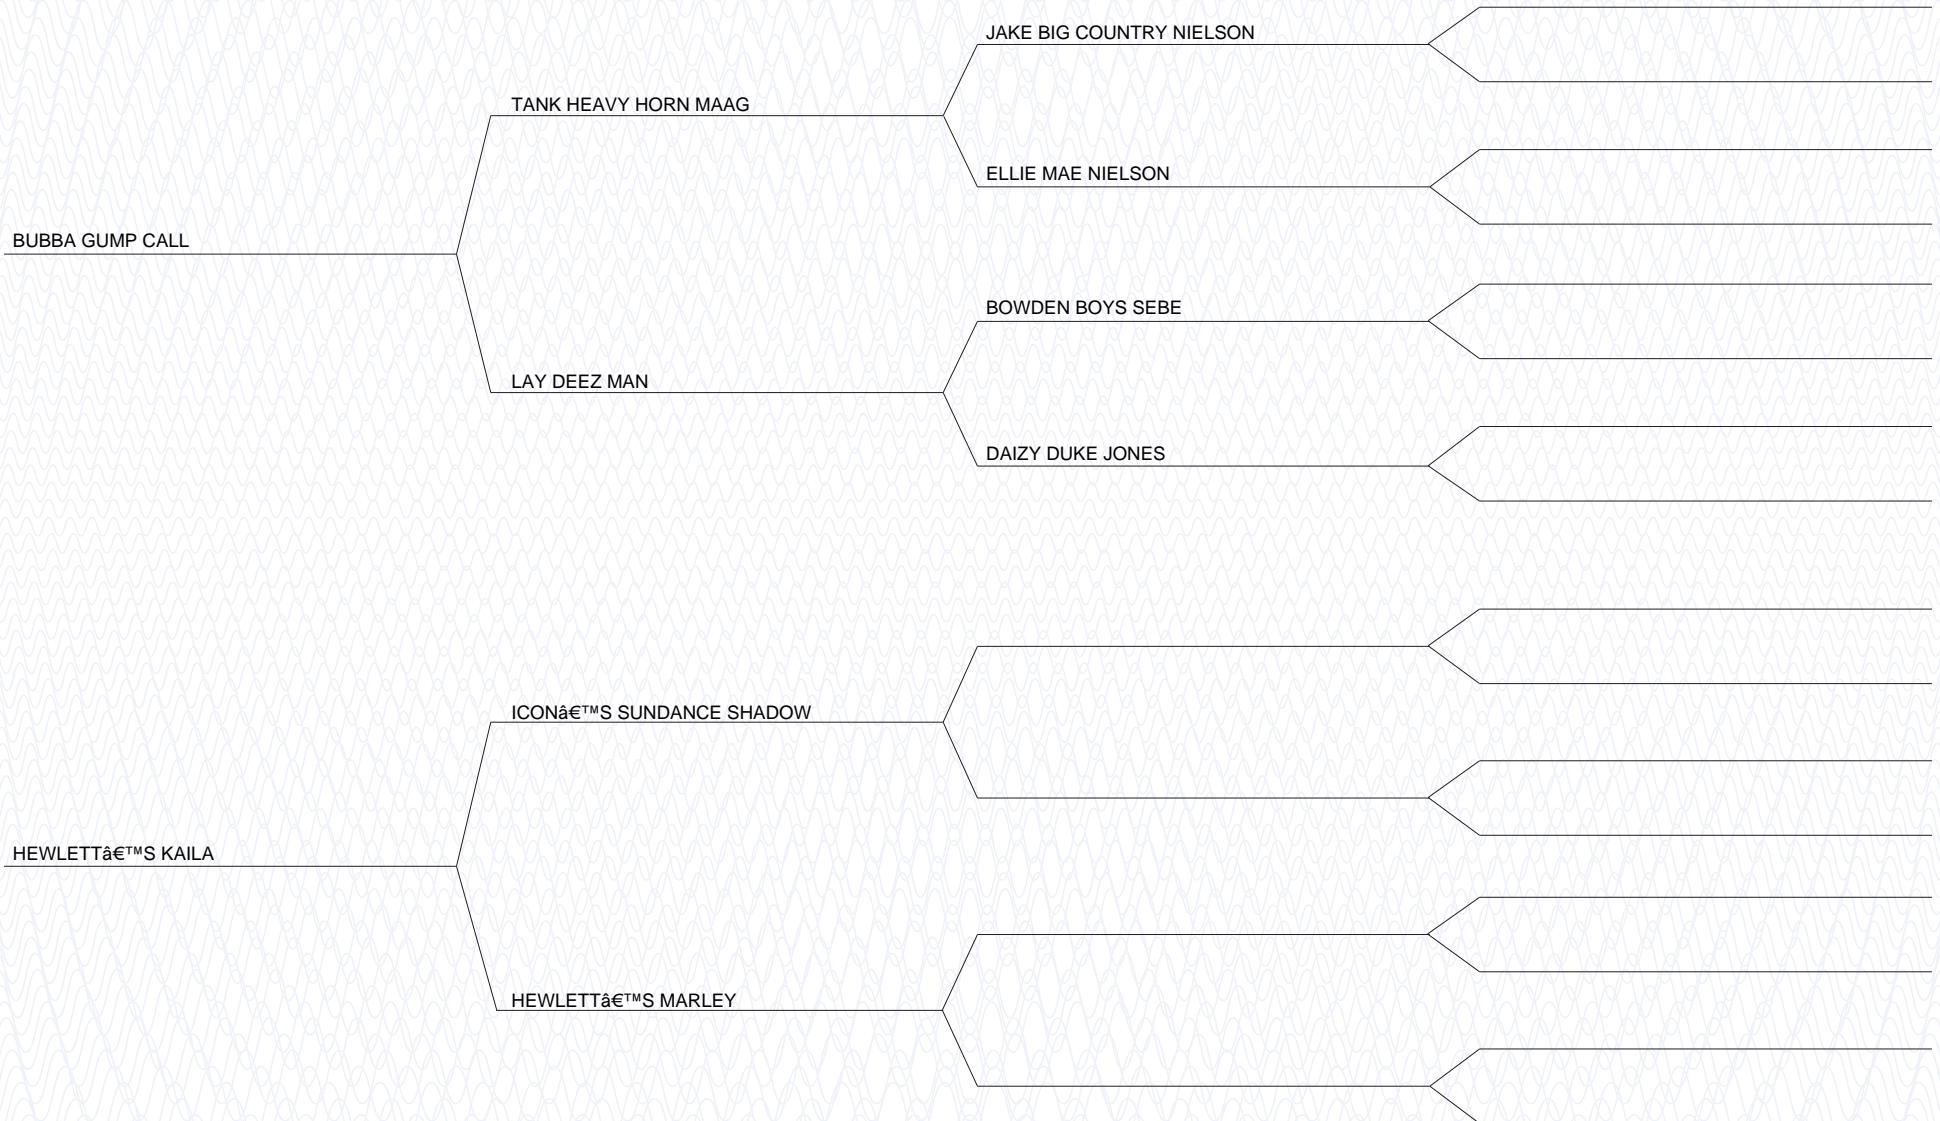 JAKE BIG COUNTRY NIELSON
TANK HEAVY HORN MAAG
ELLIE MAE NIELSON
BUBBA GUMP CALL
BOWDEN BOYS SEBE
LAY DEEZ MAN
DAIZY DUKE JONES
ICONâ€™S SUNDANCE SHADOW
HEWLETTâ€™S KAILA
HEWLETTâ€™S MARLEY